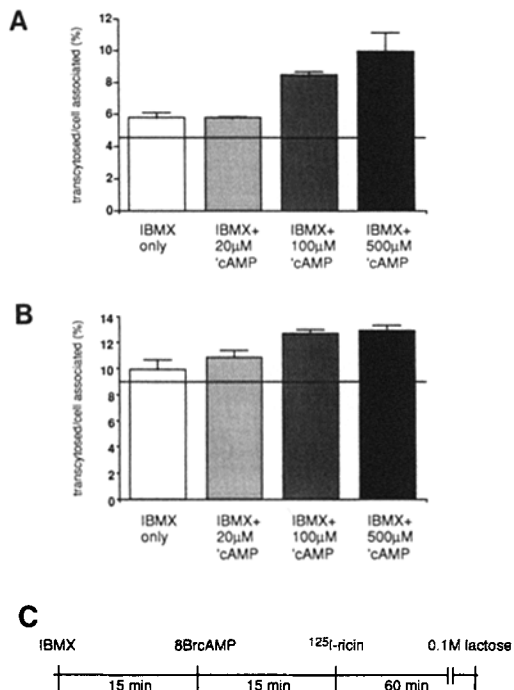 A
transcytosed/cell associated (%)
12
10
8
6
4
2
0
IBMX only
IBMX+ 20μM 'cAMP
IBMX+ 100μM 'cAMP
IBMX+ 500μM 'cAMP
B
transcytosed/cell associated (%)
14
12
10
8
6
4
2
0
IBMX only
IBMX+ 20μM 'cAMP
IBMX+ 100μM 'cAMP
IBMX+ 500μM 'cAMP
C
IBMX 8BrcAMP 125I-ricin 0.1M lactose
15 min 15 min 60 min